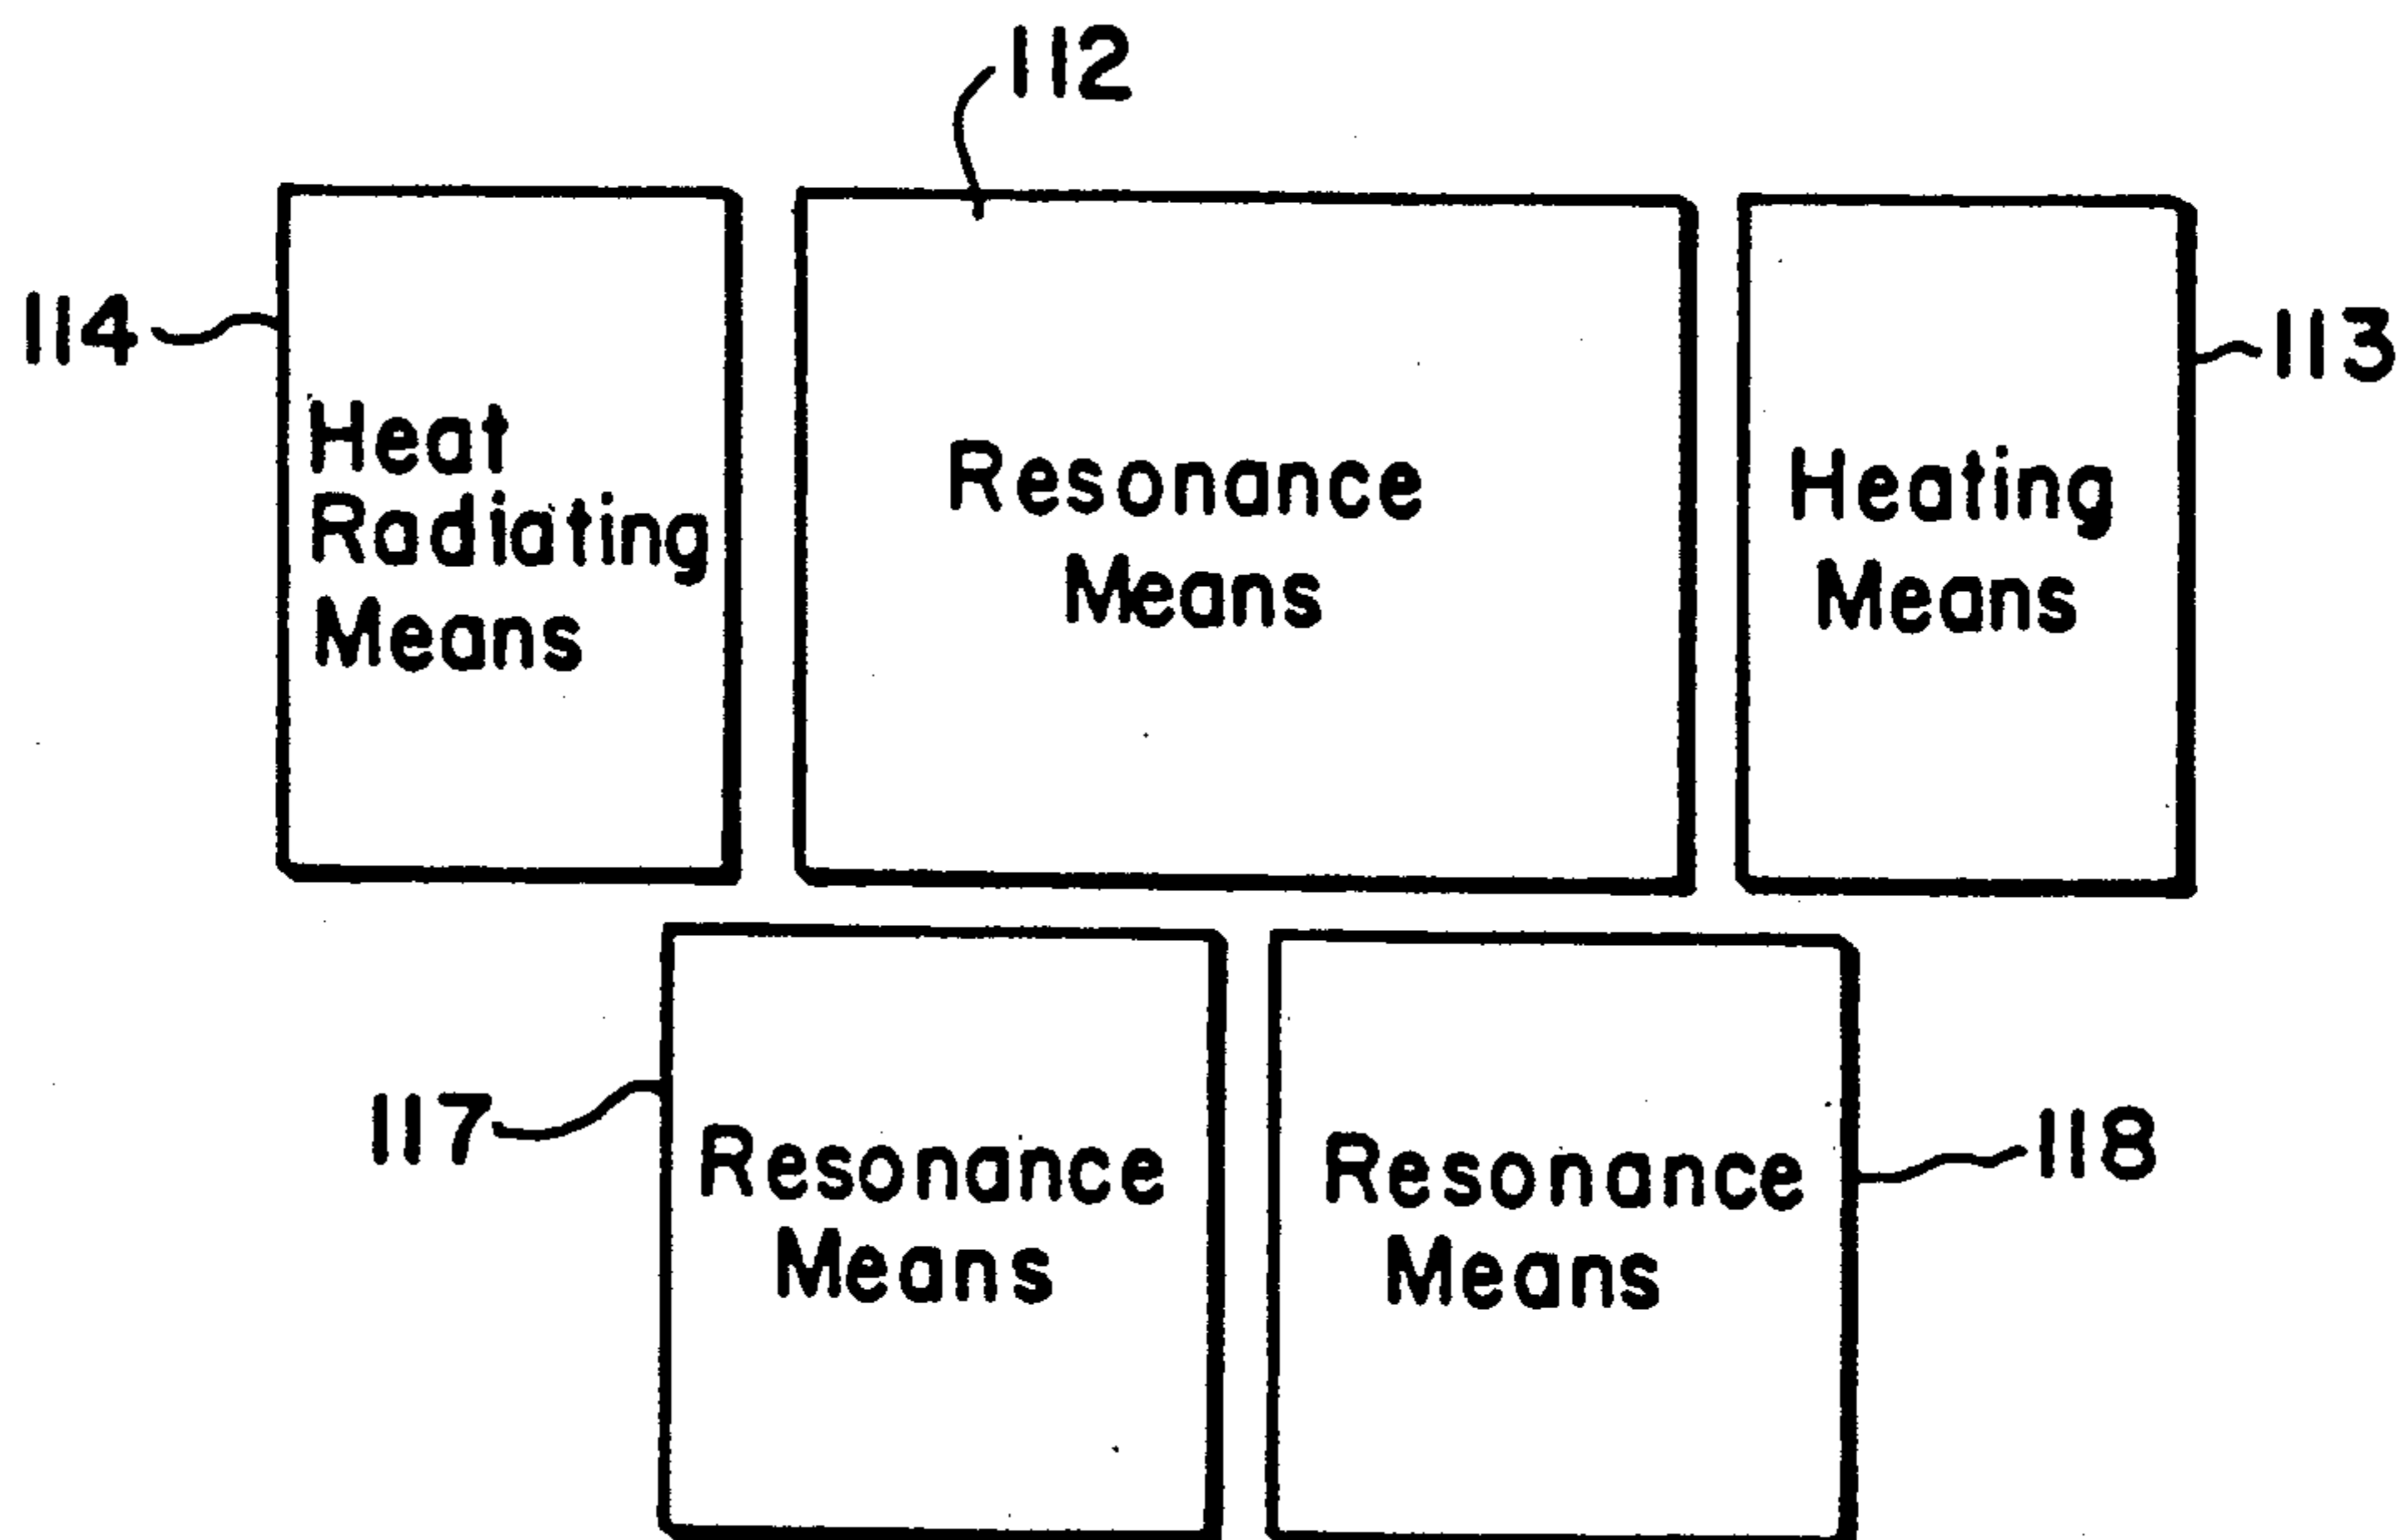 112
114
Heat
Radiating
Means
Resonance
Means
Heating
Means
113
117
Resonance
Means
Resonance
Means
118